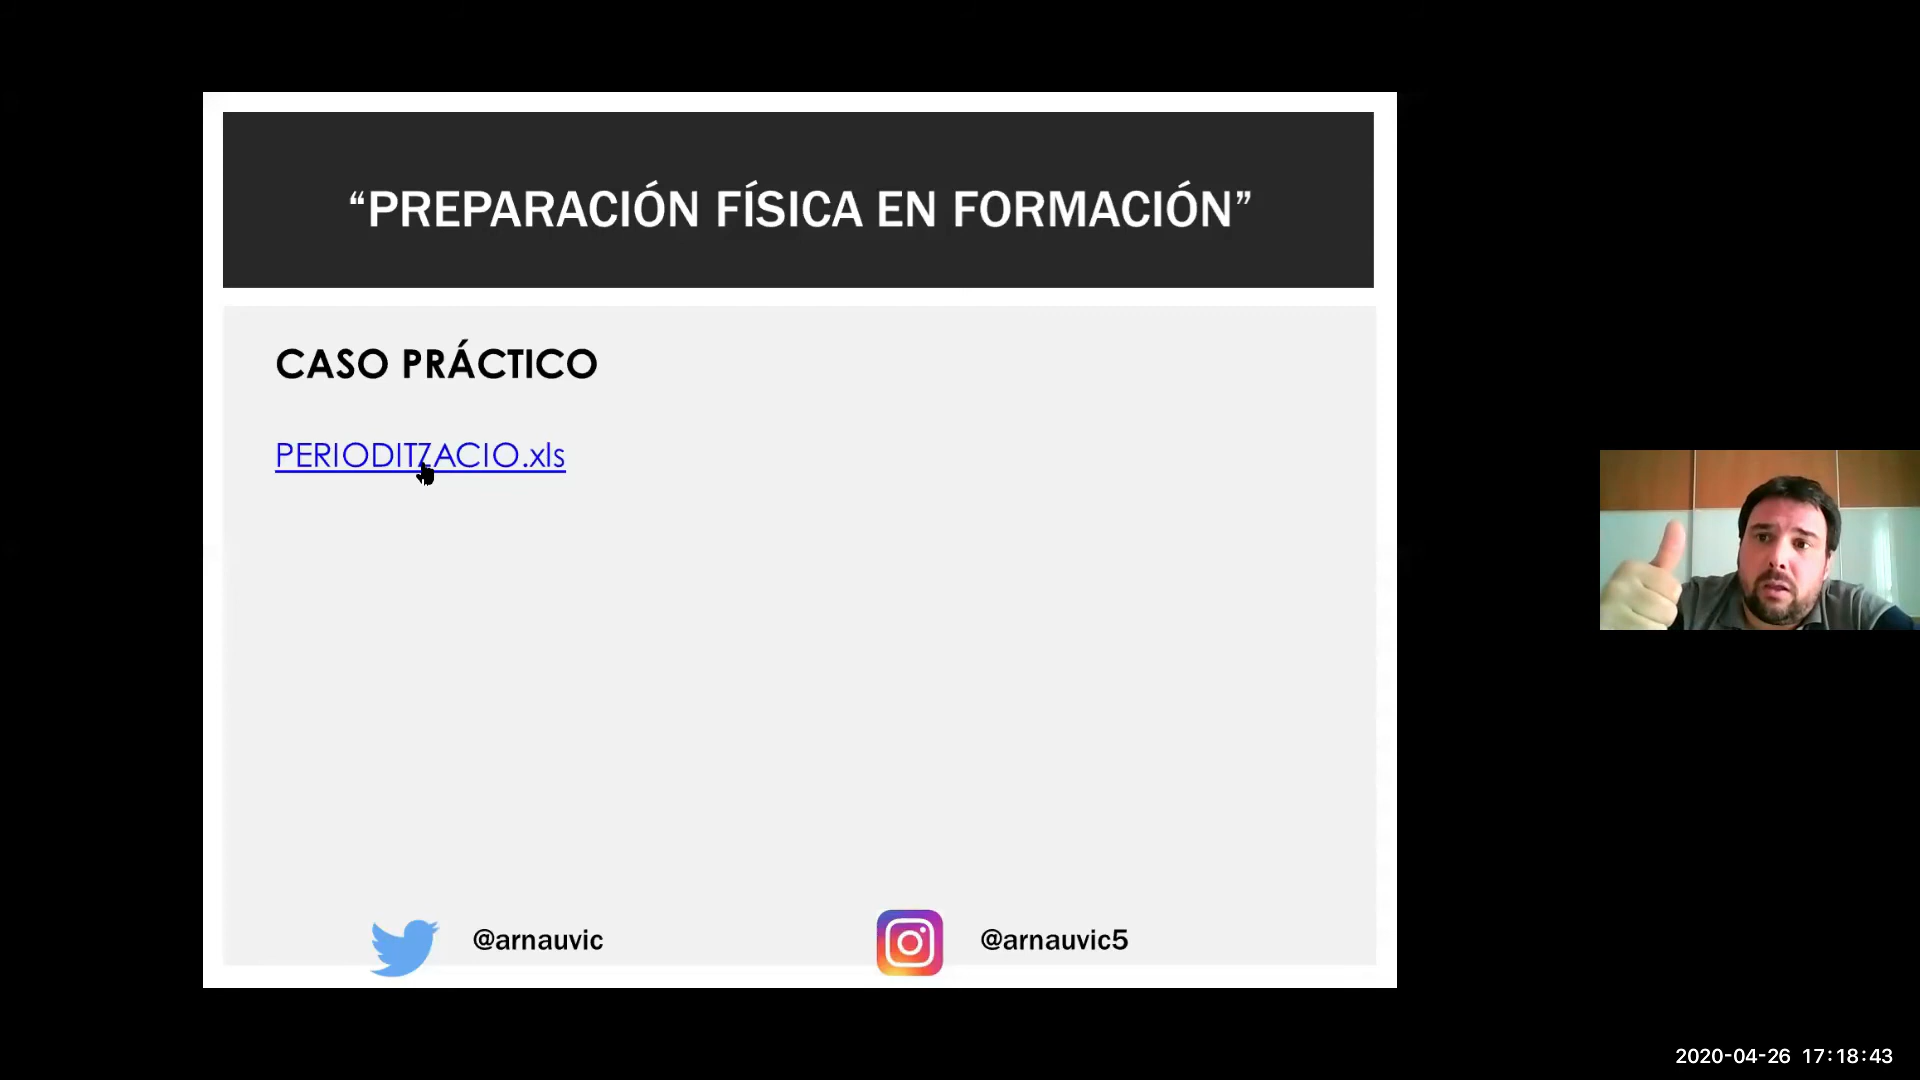 “PREPARACIÓN FÍSICA EN FORMACIÓN”
CASO PRÁCTICO
PERIODITZACIO.xls
@arnauvic
@arnauvic5
2020-04-26 17:18:43